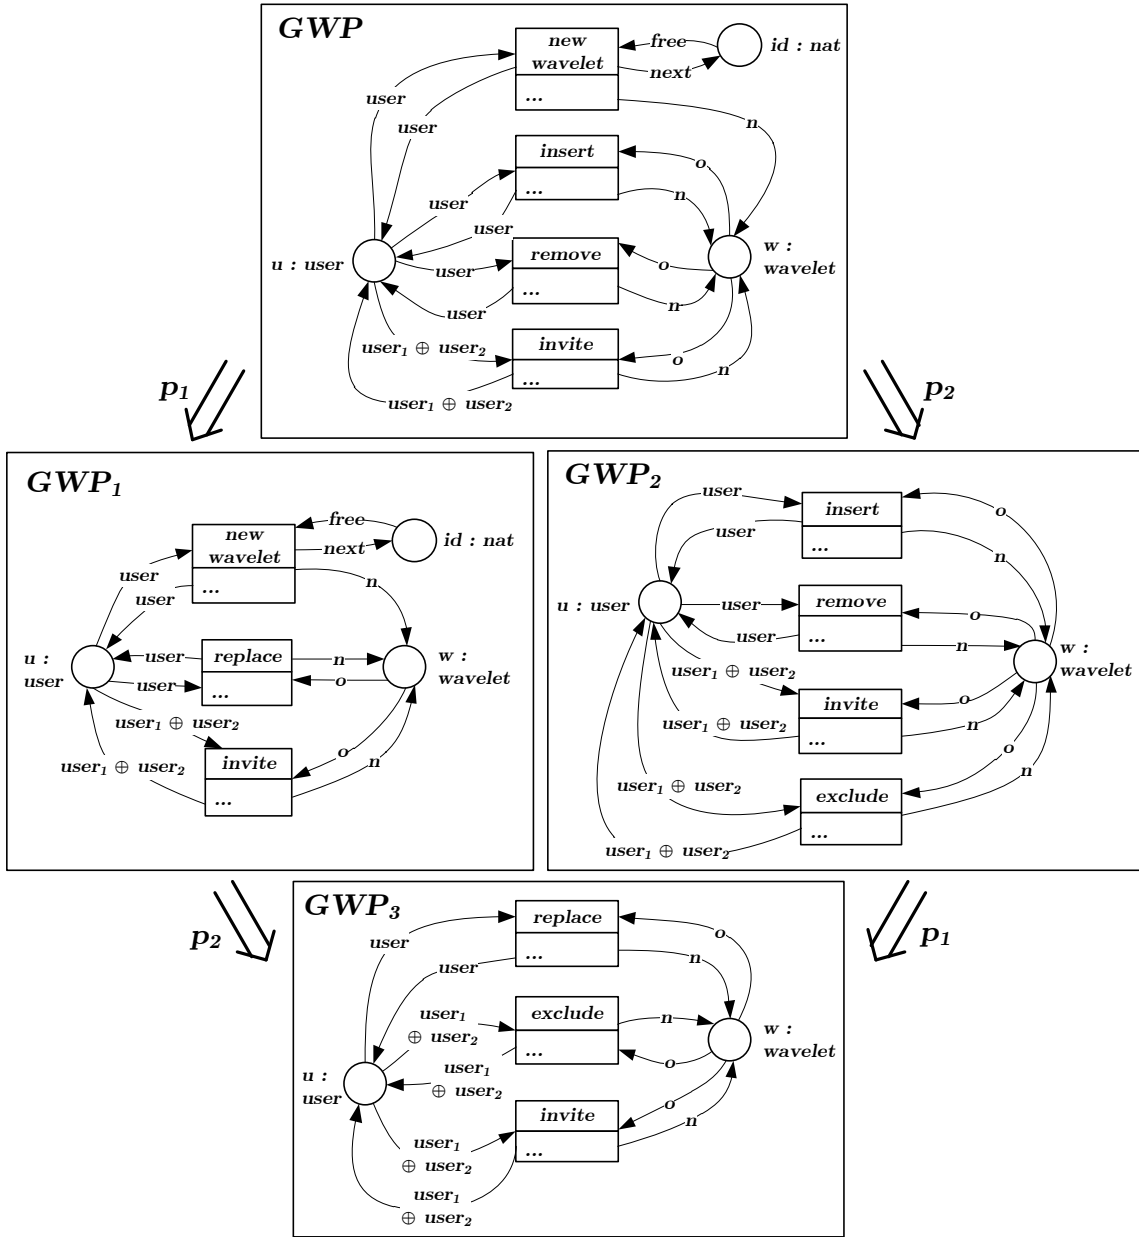 GWP
new
wavelet
...
free
next
id : nat
user
user
n
insert
...
o
user
n
user
u : user
remove
...
user
o
w :
wavelet
user
n
invite
...
user₁ ⊕ user₂
o
n
user₁ ⊕ user₂
p₁
p₂
GWP₁
new
wavelet
...
free
next
id : nat
user
user
n
u :
user
replace
...
user
n
user
o
w :
wavelet
user₁ ⊕ user₂
user₁ ⊕ user₂
invite
...
o
n
GWP₂
user
insert
...
o
user
n
u : user
user
remove
...
o
user
n
w :
wavelet
user₁ ⊕ user₂
invite
...
o
user₁ ⊕ user₂
n
o
n
user₁ ⊕ user₂
exclude
...
user₁ ⊕ user₂
p₂
p₁
GWP₃
replace
...
user
o
user
n
user₁
⊕ user₂
exclude
...
n
w :
wavelet
user₁
⊕ user₂
o
u :
user
invite
...
o
n
user₁
⊕ user₂
user₁
⊕ user₂